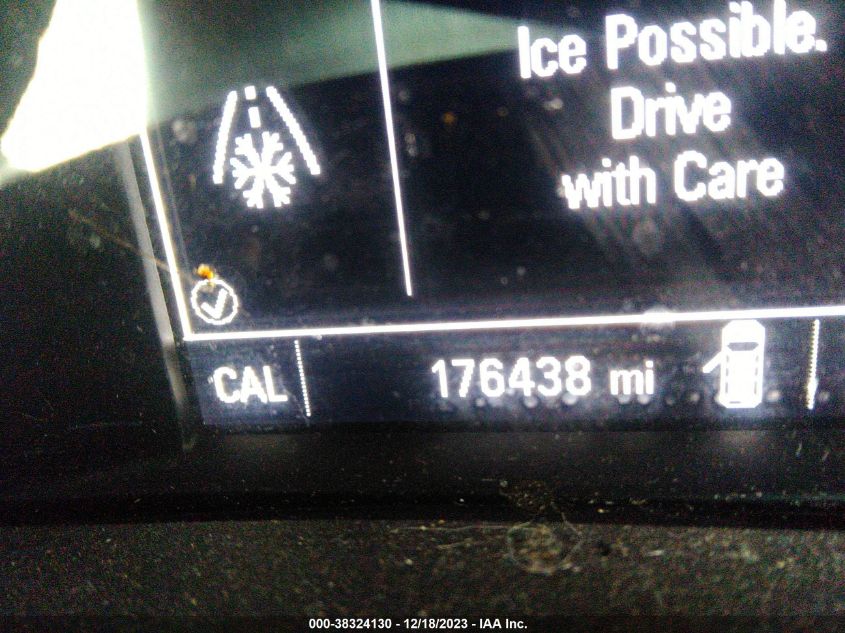 Ice Possible.
Drive
with Care
CAL 176438 mi
000-38324130 - 12/18/2023 - IAA Inc.